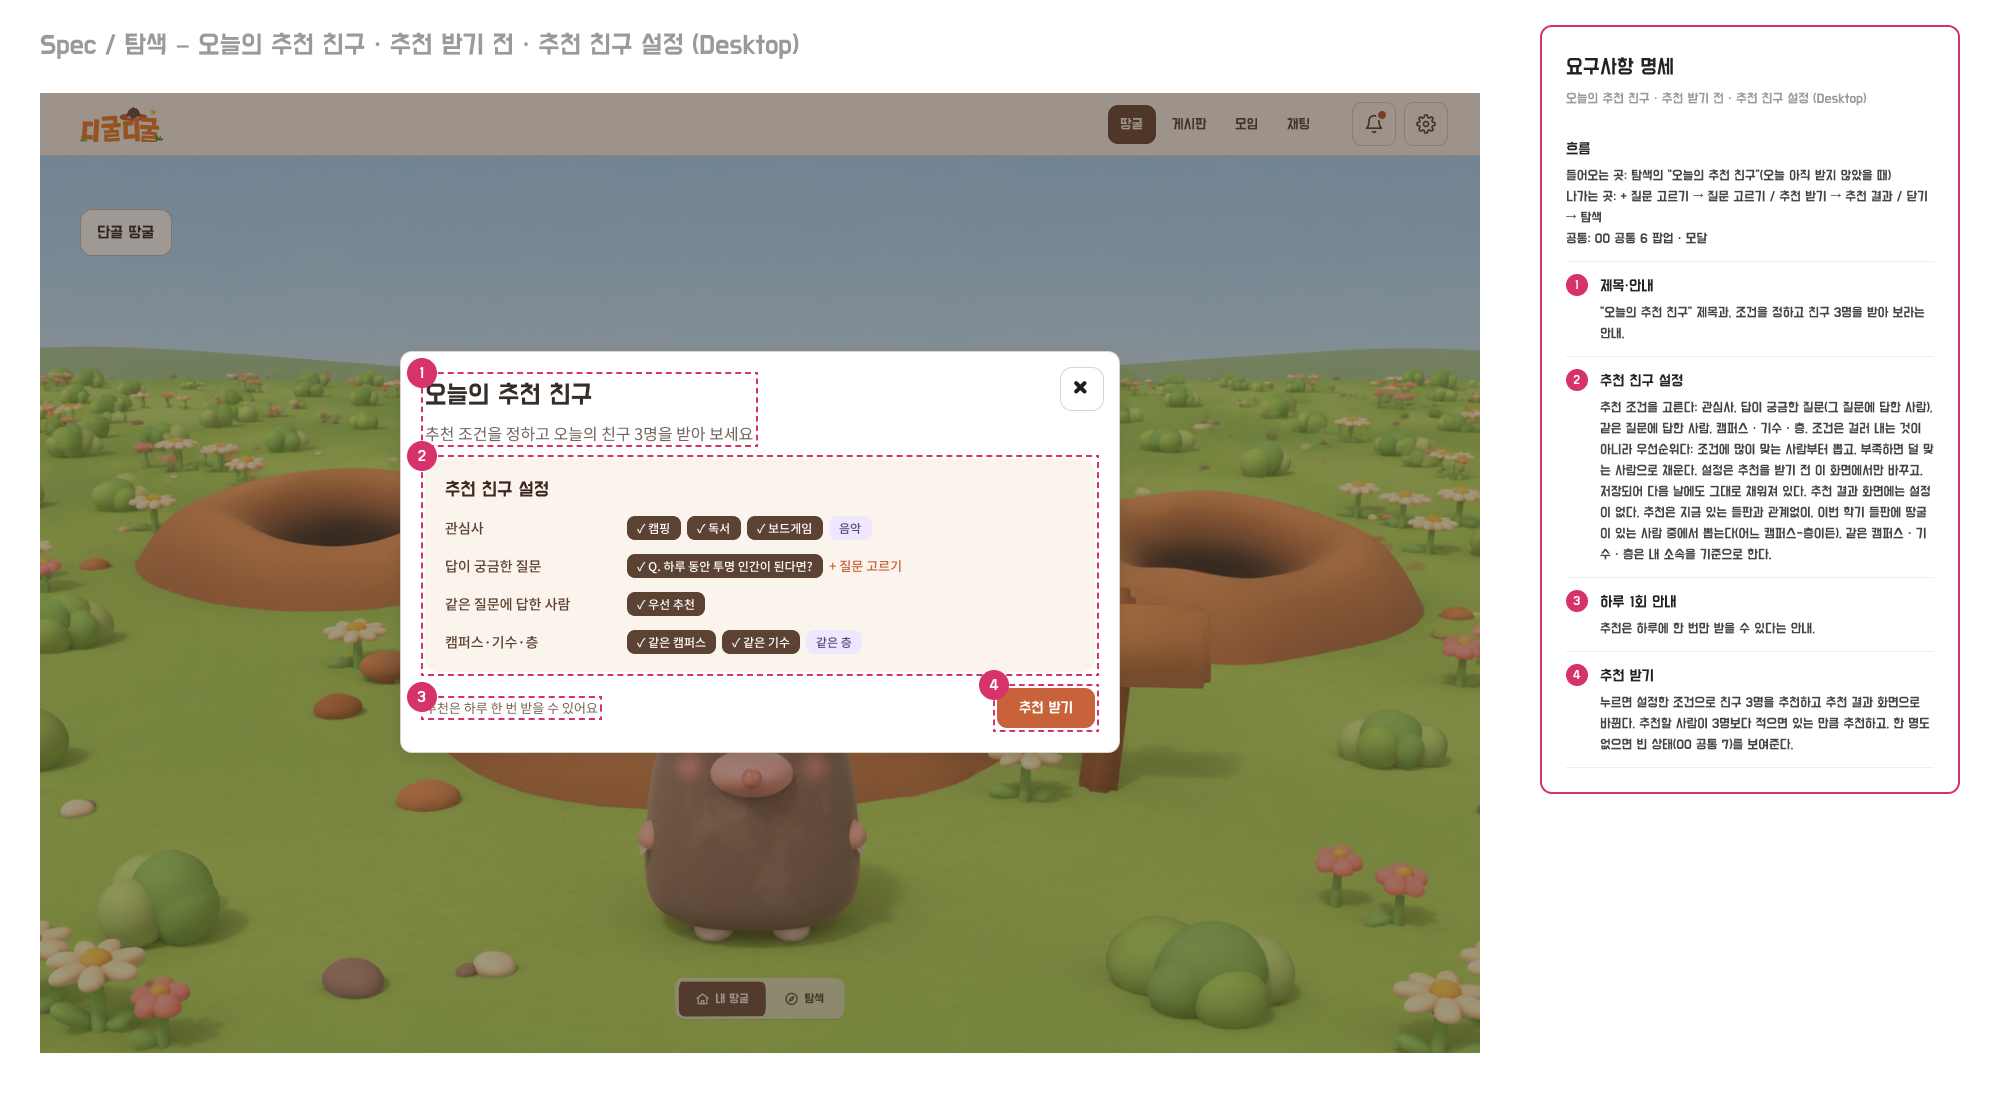 Spec / 탐색 – 오늘의 추천 친구 · 추천 받기 전 · 추천 친구 설정 (Desktop)
디굴디굴
땅굴
게시판
모임
채팅
단골 땅굴
1
오늘의 추천 친구
추천 조건을 정하고 오늘의 친구 3명을 받아 보세요
2
추천 친구 설정
관심사
✓ 캠핑
✓ 독서
✓ 보드게임
음악
답이 궁금한 질문
✓ Q. 하루 동안 투명 인간이 된다면?
+ 질문 고르기
같은 질문에 답한 사람
✓ 우선 추천
캠퍼스·기수·층
✓ 같은 캠퍼스
✓ 같은 기수
같은 층
3
추천은 하루 한 번 받을 수 있어요
4
추천 받기
내 땅굴
탐색
요구사항 명세
오늘의 추천 친구 · 추천 받기 전 · 추천 친구 설정 (Desktop)
흐름
들어오는 곳: 탐색의 "오늘의 추천 친구"(오늘 아직 받지 않았을 때)
나가는 곳: + 질문 고르기 → 질문 고르기 / 추천 받기 → 추천 결과 / 닫기
→ 탐색
공통: 00 공통 6 팝업 · 모달
1 제목·안내
"오늘의 추천 친구" 제목과, 조건을 정하고 친구 3명을 받아 보라는
안내.
2 추천 친구 설정
추천 조건을 고른다: 관심사, 답이 궁금한 질문(그 질문에 답한 사람),
같은 질문에 답한 사람, 캠퍼스 · 기수 · 층. 조건은 걸러 내는 것이
아니라 우선순위다: 조건에 많이 맞는 사람부터 뽑고, 부족하면 덜 맞
는 사람으로 채운다. 설정은 추천을 받기 전 이 화면에서만 바꾸고,
저장되어 다음 날에도 그대로 채워져 있다. 추천 결과 화면에는 설정
이 없다. 추천은 지금 있는 들판과 관계없이, 이번 학기 들판에 땅굴
이 있는 사람 중에서 뽑는다(어느 캠퍼스-층이든). 같은 캠퍼스 · 기
수 · 층은 내 소속을 기준으로 한다.
3 하루 1회 안내
추천은 하루에 한 번만 받을 수 있다는 안내.
4 추천 받기
누르면 설정한 조건으로 친구 3명을 추천하고 추천 결과 화면으로
바뀐다. 추천할 사람이 3명보다 적으면 있는 만큼 추천하고, 한 명도
없으면 빈 상태(00 공통 7)를 보여준다.